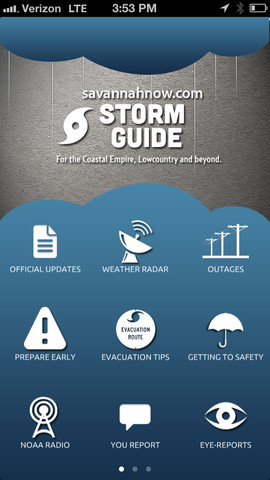 Verizon LTE 3:53 PM
savannahnow.com
STORM
GUIDE
For the Coastal Empire, Lowcountry and beyond.
OFFICIAL UPDATES WEATHER RADAR OUTAGES
EVACUATION
ROUTE
PREPARE EARLY EVACUATION TIPS GETTING TO SAFETY
NOAA RADIO YOU REPORT EYE-REPORTS